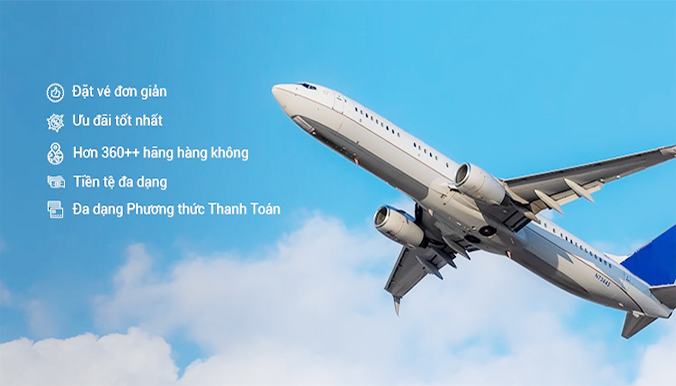 Đặt vé đơn giản
Ưu đãi tốt nhất
Hơn 360++ hãng hàng không
Tiền tệ đa dạng
Đa dạng Phương thức Thanh Toán